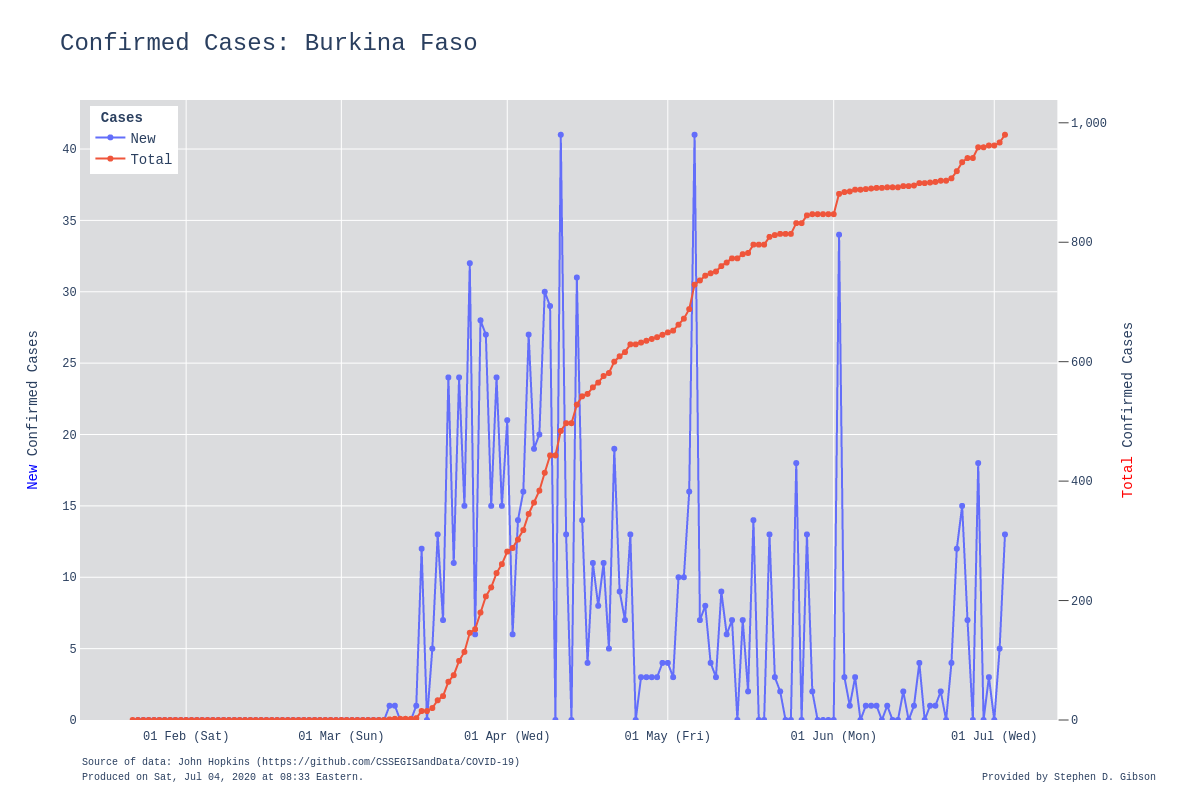 Confirmed Cases: Burkina Faso
Cases
New
Total
40
35
30
25
20
15
10
5
0
1,000
800
600
400
200
0
New Confirmed Cases
Total Confirmed Cases
01 Feb (Sat)
01 Mar (Sun)
01 Apr (Wed)
01 May (Fri)
01 Jun (Mon)
01 Jul (Wed)
Source of data: John Hopkins (https://github.com/CSSEGISandData/COVID-19)
Produced on Sat, Jul 04, 2020 at 08:33 Eastern.
Provided by Stephen D. Gibson